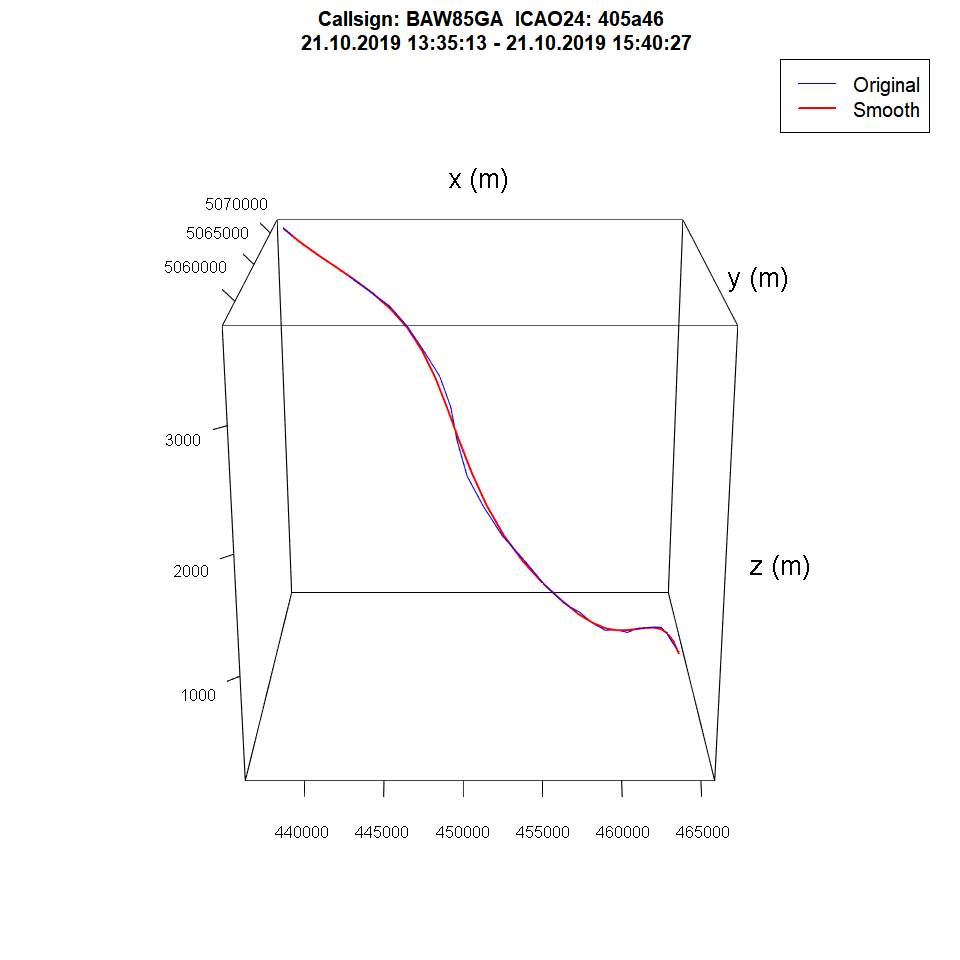 Callsign: BAW85GA  ICAO24: 405a46
21.10.2019 13:35:13 - 21.10.2019 15:40:27
Original
Smooth
x (m)
5070000
5065000
5060000
y (m)
3000
2000
z (m)
1000
440000 445000 450000 455000 460000 465000